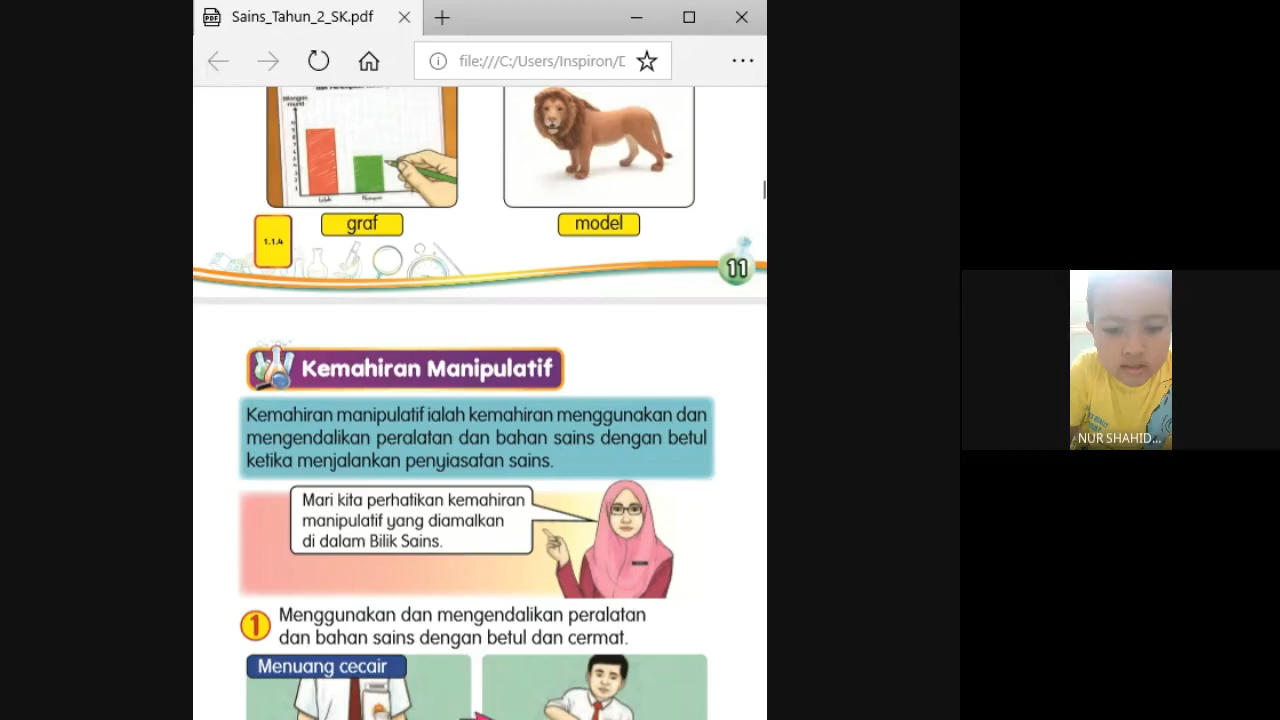 Sains_Tahun_2_SK.pdf
file:///C:/Users/Inspiron/D
Bilangan
murid
graf
model
1.1.4
11
Kemahiran Manipulatif
Kemahiran manipulatif ialah kemahiran menggunakan dan
mengendalikan peralatan dan bahan sains dengan betul
ketika menjalankan penyiasatan sains.
Mari kita perhatikan kemahiran
manipulatif yang diamalkan
di dalam Bilik Sains.
1 Menggunakan dan mengendalikan peralatan
dan bahan sains dengan betul dan cermat.
Menuang cecair
NUR SHAHID...